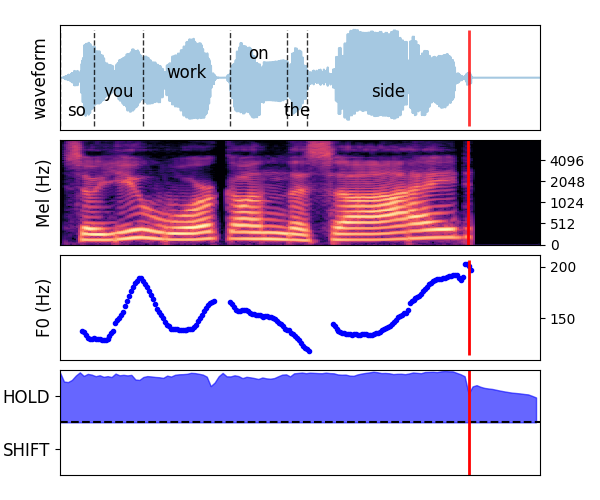 waveform
so
you
work
on
the
side
Mel (Hz)
4096
2048
1024
512
0
F0 (Hz)
200
150
HOLD
SHIFT